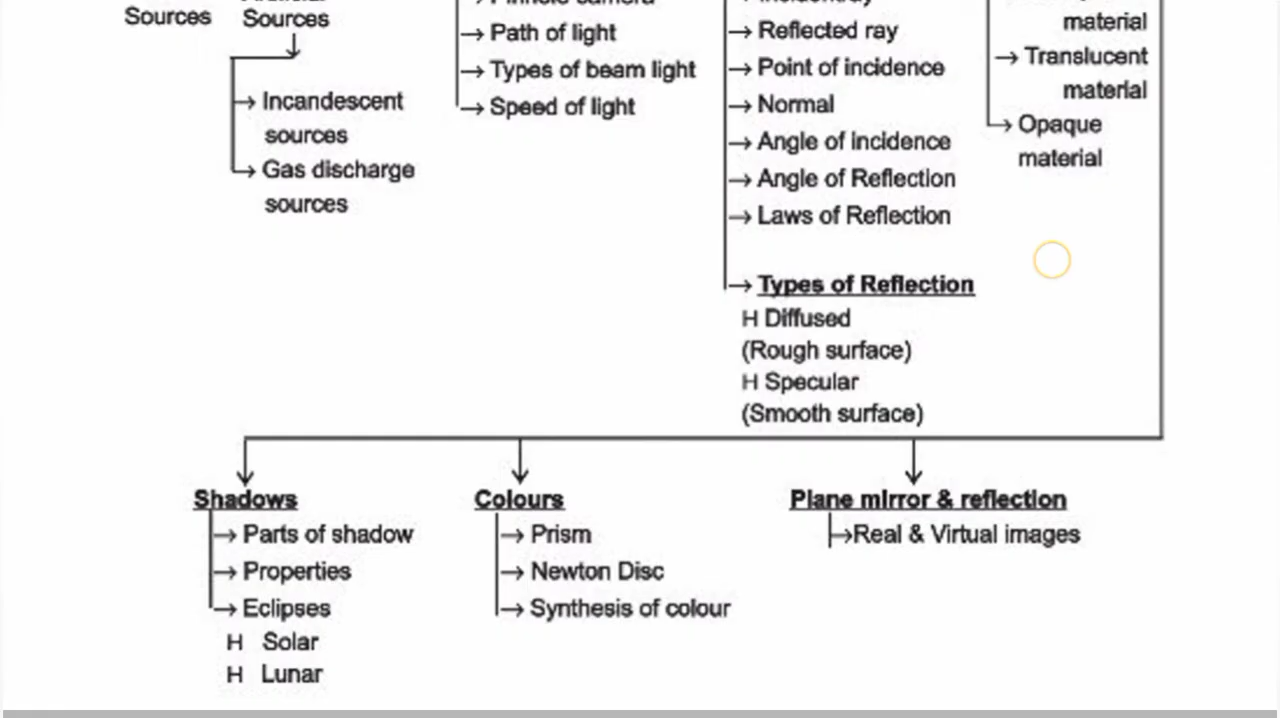 Sources
Sources
→ Incandescent
sources
→ Gas discharge
sources
→ Path of light
→ Types of beam light
→ Speed of light
→ Reflected ray
→ Point of incidence
→ Normal
→ Angle of incidence
→ Angle of Reflection
→ Laws of Reflection
→ Types of Reflection
H Diffused
(Rough surface)
H Specular
(Smooth surface)
material
→ Translucent
material
→ Opaque
material
Shadows
→ Parts of shadow
→ Properties
→ Eclipses
H Solar
H Lunar
Colours
→ Prism
→ Newton Disc
→ Synthesis of colour
Plane mirror & reflection
→ Real & Virtual images